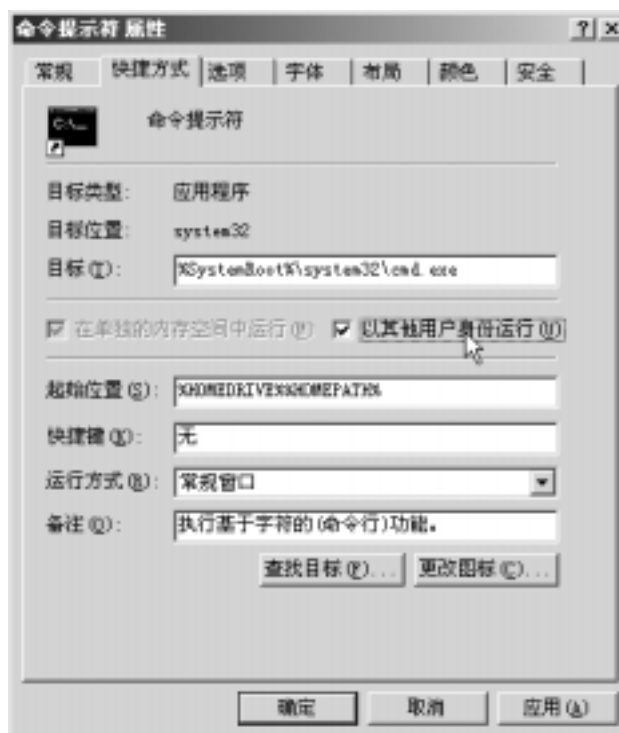 命令提示符 属性
常规 快捷方式 选项 字体 布局 颜色 安全
C:\_
命令提示符
目标类型: 应用程序
目标位置: system32
目标(T): %SystemRoot%\system32\cmd.exe
在单独的内存空间中运行(M) 以其他用户身份运行(U)
起始位置(S): %HOMEDRIVE%%HOMEPATH%
快捷键(K): 无
运行方式(R): 常规窗口
备注(O): 执行基于字符的(命令行)功能。
查找目标(F)... 更改图标(C)...
确定 取消 应用(A)